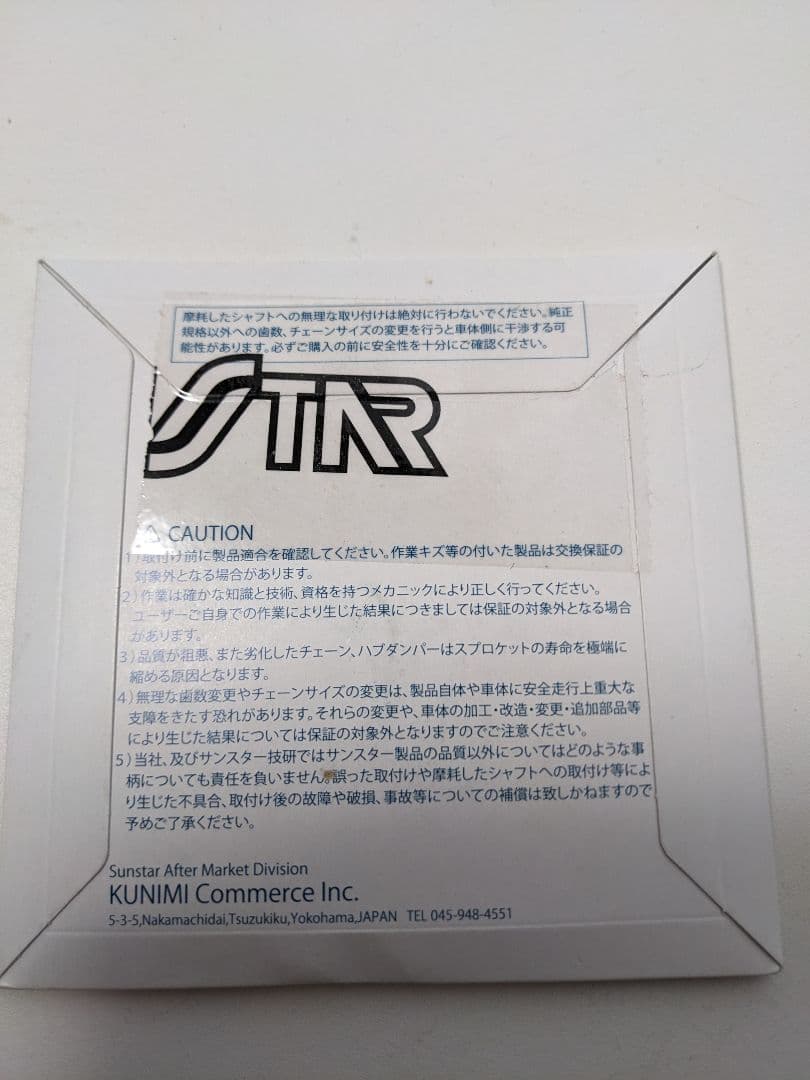 摩耗したシャフトへの無理な取り付けは絶対に行わないでください。純正
規格以外への歯数、チェーンサイズの変更を行うと車体側に干渉する可
能性があります。必ずご購入の前に安全性を十分にご確認ください。
STAR
⚠ CAUTION
1）取付け前に製品適合を確認してください。作業キズ等の付いた製品は交換保証の
対象外となる場合があります。
2）作業は確かな知識と技術、資格を持つメカニックにより正しく行ってください。
ユーザーご自身での作業により生じた結果につきましては保証の対象外となる場合
があります。
3）品質が粗悪、また劣化したチェーン、ハブダンパーはスプロケットの寿命を極端に
縮める原因となります。
4）無理な歯数変更やチェーンサイズの変更は、製品自体や車体に安全走行上重大な
支障をきたす恐れがあります。それらの変更や、車体の加工・改造・変更・追加部品等
により生じた結果については保証の対象外となりますのでご注意ください。
5）当社、及びサンスター技研ではサンスター製品の品質以外についてはどのような事
柄についても責任を負いません。誤った取付けや摩耗したシャフトへの取付け等によ
り生じた不具合、取付け後の故障や破損、事故等についての補償は致しかねますので
予めご了承ください。
Sunstar After Market Division
KUNIMI Commerce Inc.
5-3-5,Nakamachidai,Tsuzukiku,Yokohama,JAPAN TEL 045-948-4551